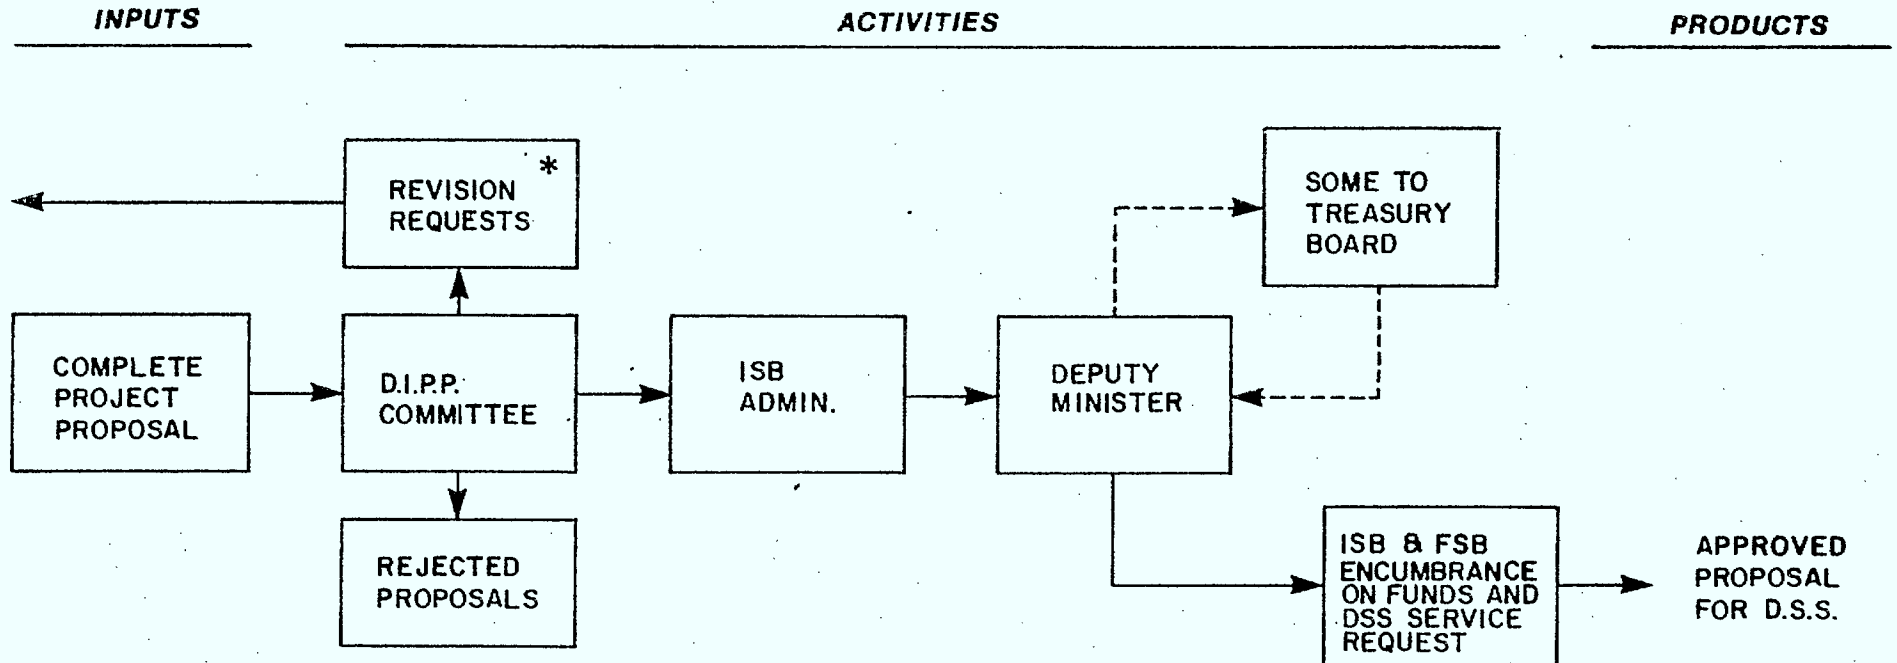 INPUTS
ACTIVITIES
PRODUCTS
REVISION *
REQUESTS
SOME TO
TREASURY
BOARD
COMPLETE
PROJECT
PROPOSAL
D.I.P.P.
COMMITTEE
ISB
ADMIN.
DEPUTY
MINISTER
REJECTED
PROPOSALS
ISB & FSB
ENCUMBRANCE
ON FUNDS AND
DSS SERVICE
REQUEST
APPROVED
PROPOSAL
FOR D.S.S.